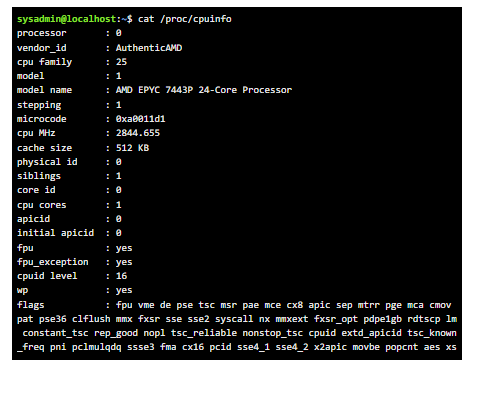 sysadmin@localhost:~$ cat /proc/cpuinfo
processor : 0
vendor_id : AuthenticAMD
cpu family : 25
model : 1
model name : AMD EPYC 7443P 24-Core Processor
stepping : 1
microcode : 0xa0011d1
cpu MHz : 2844.655
cache size : 512 KB
physical id : 0
siblings : 1
core id : 0
cpu cores : 1
apicid : 0
initial apicid : 0
fpu : yes
fpu_exception : yes
cpuid level : 16
wp : yes
flags : fpu vme de pse tsc msr pae mce cx8 apic sep mtrr pge mca cmov
pat pse36 clflush mmx fxsr sse sse2 syscall nx mmxext fxsr_opt pdpe1gb rdtscp lm
constant_tsc rep_good nopl tsc_reliable nonstop_tsc cpuid extd_apicid tsc_known
_freq pni pclmulqdq ssse3 fma cx16 pcid sse4_1 sse4_2 x2apic movbe popcnt aes xs